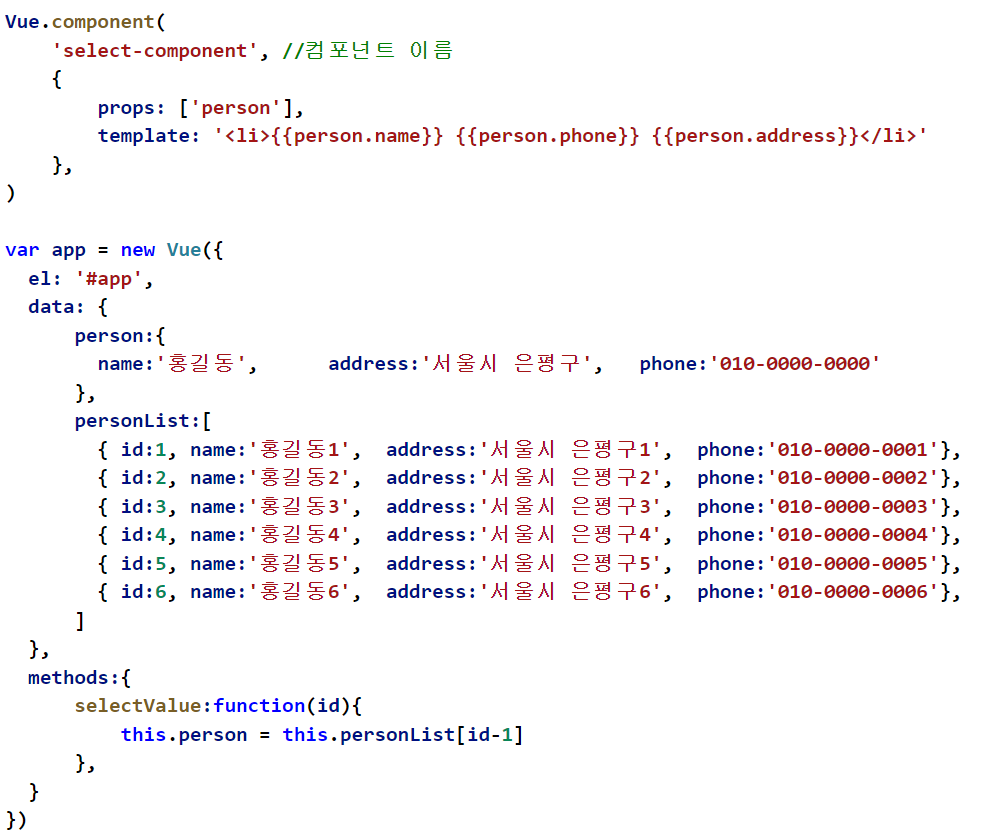 Vue.component(
    'select-component', //컴포넌트 이름
    {
        props: ['person'],
        template: '<li>{{person.name}} {{person.phone}} {{person.address}}</li>'
    },
)

var app = new Vue({
  el: '#app',
  data: {
      person:{
        name:'홍길동',      address:'서울시 은평구',   phone:'010-0000-0000'
      },
      personList:[
        { id:1, name:'홍길동1',  address:'서울시 은평구1',  phone:'010-0000-0001'},
        { id:2, name:'홍길동2',  address:'서울시 은평구2',  phone:'010-0000-0002'},
        { id:3, name:'홍길동3',  address:'서울시 은평구3',  phone:'010-0000-0003'},
        { id:4, name:'홍길동4',  address:'서울시 은평구4',  phone:'010-0000-0004'},
        { id:5, name:'홍길동5',  address:'서울시 은평구5',  phone:'010-0000-0005'},
        { id:6, name:'홍길동6',  address:'서울시 은평구6',  phone:'010-0000-0006'},
      ]
  },
  methods:{
      selectValue:function(id){
          this.person = this.personList[id-1]
      },
  }
})